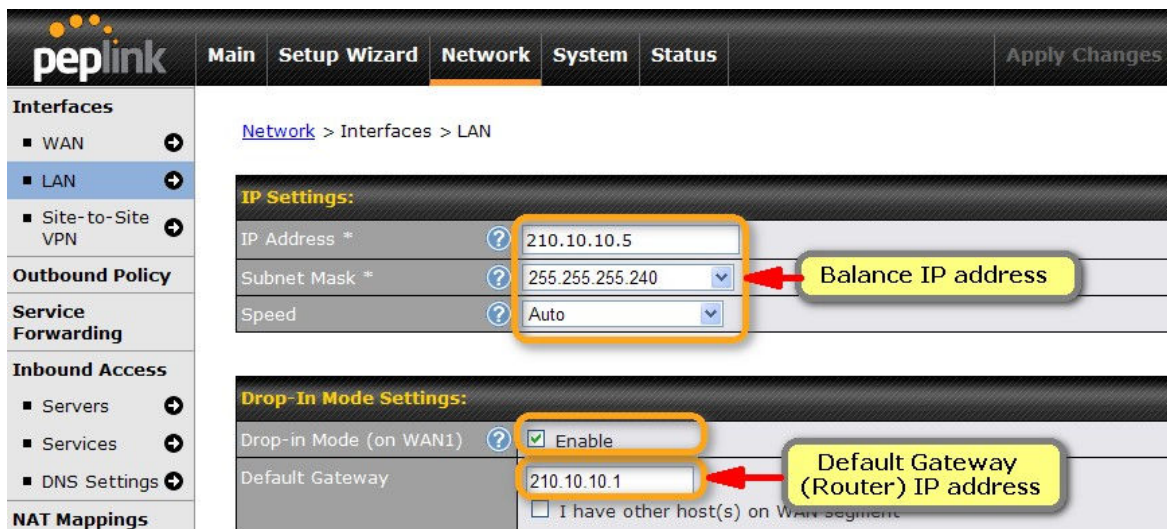 peplink
Main Setup Wizard Network System Status Apply Changes
Interfaces
WAN
LAN
Site-to-Site
VPN
Outbound Policy
Service
Forwarding
Inbound Access
Servers
Services
DNS Settings
NAT Mappings
Network > Interfaces > LAN
IP Settings:
IP Address * 210.10.10.5
Subnet Mask * 255.255.255.240
Speed Auto
Balance IP address
Drop-In Mode Settings:
Drop-in Mode (on WAN1) Enable
Default Gateway 210.10.10.1
I have other host(s) on WAN segment
Default Gateway
(Router) IP address